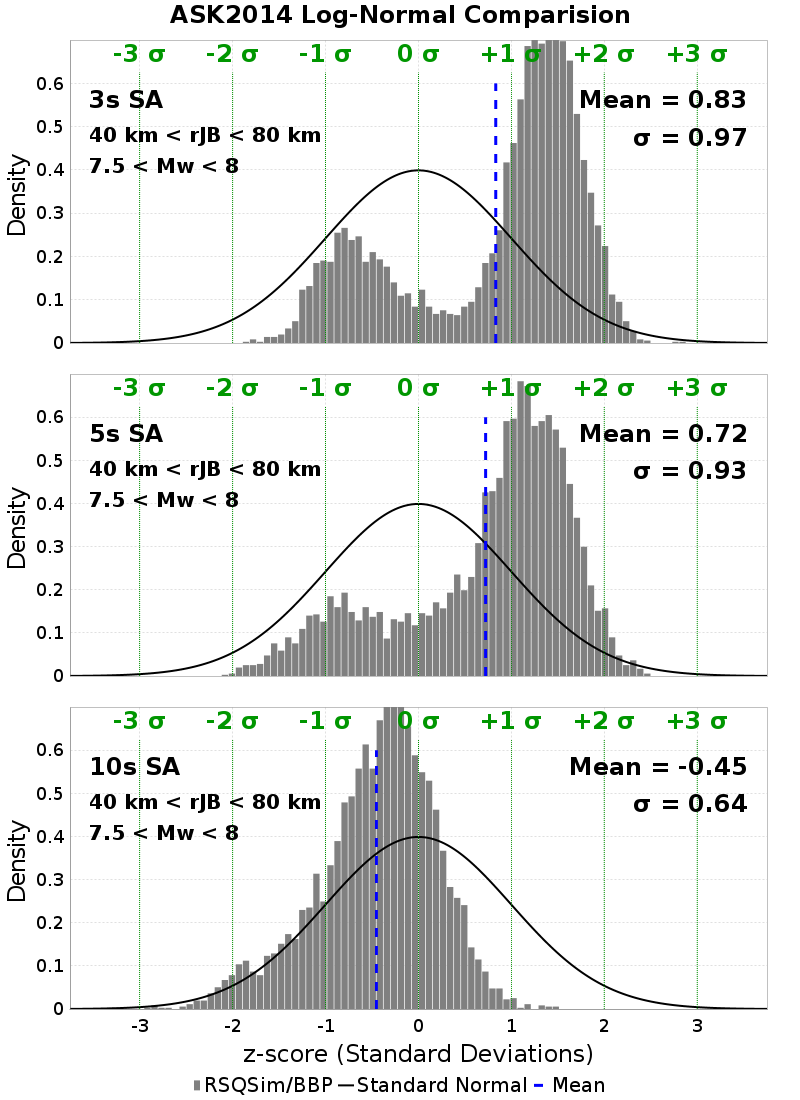 ASK2014 Log-Normal Comparision
-3 σ -2 σ -1 σ 0 σ +1 σ +2 σ +3 σ
3s SA
40 km < rJB < 80 km
7.5 < Mw < 8
Mean = 0.83
σ = 0.97
Density
0.6
0.5
0.4
0.3
0.2
0.1
0
-3 σ -2 σ -1 σ 0 σ +1 σ +2 σ +3 σ
5s SA
40 km < rJB < 80 km
7.5 < Mw < 8
Mean = 0.72
σ = 0.93
Density
0.6
0.5
0.4
0.3
0.2
0.1
0
-3 σ -2 σ -1 σ 0 σ +1 σ +2 σ +3 σ
10s SA
40 km < rJB < 80 km
7.5 < Mw < 8
Mean = -0.45
σ = 0.64
Density
0.6
0.5
0.4
0.3
0.2
0.1
0
-3 -2 -1 0 1 2 3
z-score (Standard Deviations)
RSQSim/BBP Standard Normal Mean